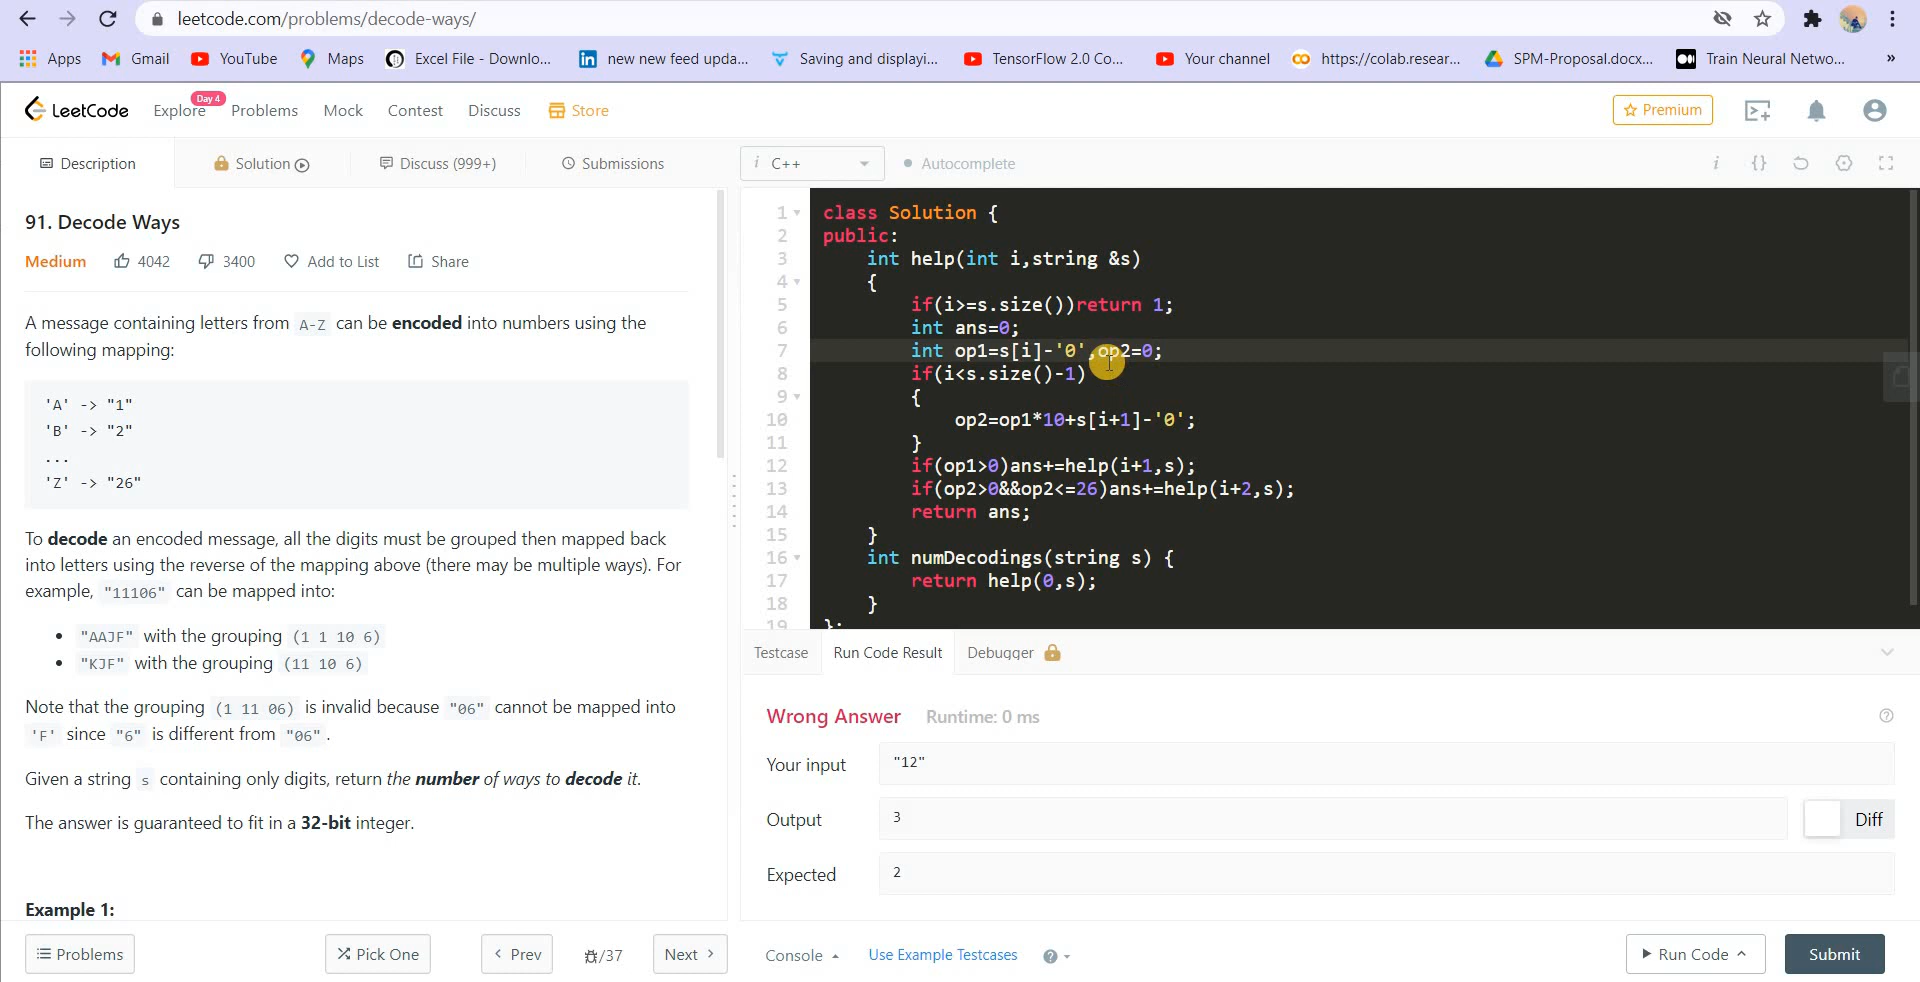 leetcode.com/problems/decode-ways/
Apps Gmail YouTube Maps Excel File - Downlo... new new feed upda... Saving and displayi... TensorFlow 2.0 Co... Your channel https://colab.resear... SPM-Proposal.docx... Train Neural Netwo... »
LeetCode Explore Day 4 Problems Mock Contest Discuss Store Premium
Description Solution Discuss (999+) Submissions
i C++ Autocomplete i {}
91. Decode Ways
Medium 4042 3400 Add to List Share
A message containing letters from A-Z can be encoded into numbers using the
following mapping:
'A' -> "1"
'B' -> "2"
...
'Z' -> "26"
To decode an encoded message, all the digits must be grouped then mapped back
into letters using the reverse of the mapping above (there may be multiple ways). For
example, "11106" can be mapped into:
• "AAJF" with the grouping (1 1 10 6)
• "KJF" with the grouping (11 10 6)
Note that the grouping (1 11 06) is invalid because "06" cannot be mapped into
'F' since "6" is different from "06".
Given a string s containing only digits, return the number of ways to decode it.
The answer is guaranteed to fit in a 32-bit integer.
Example 1:
Problems Pick One < Prev /37 Next >
1 class Solution {
2 public:
3 int help(int i,string &s)
4 {
5 if(i>=s.size())return 1;
6 int ans=0;
7 int op1=s[i]-'0',op2=0;
8 if(i<s.size()-1)
9 {
10 op2=op1*10+s[i+1]-'0';
11 }
12 if(op1>0)ans+=help(i+1,s);
13 if(op2>0&&op2<=26)ans+=help(i+2,s);
14 return ans;
15 }
16 int numDecodings(string s) {
17 return help(0,s);
18 }
19 };
Testcase Run Code Result Debugger
Wrong Answer Runtime: 0 ms
Your input "12"
Output 3 Diff
Expected 2
Console Use Example Testcases Run Code Submit